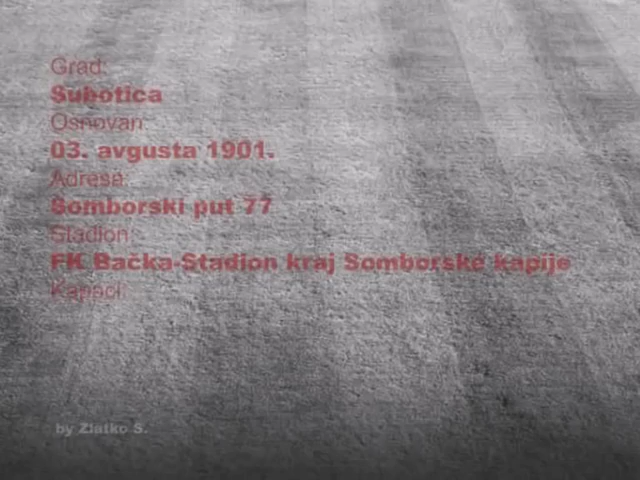 Grad:
Subotica
Osnovan:
03. avgusta 1901.
Adresa:
Somborski put 77
Stadion:
FK Bačka-Stadion kraj Somborske kapije
by Zlatko S.